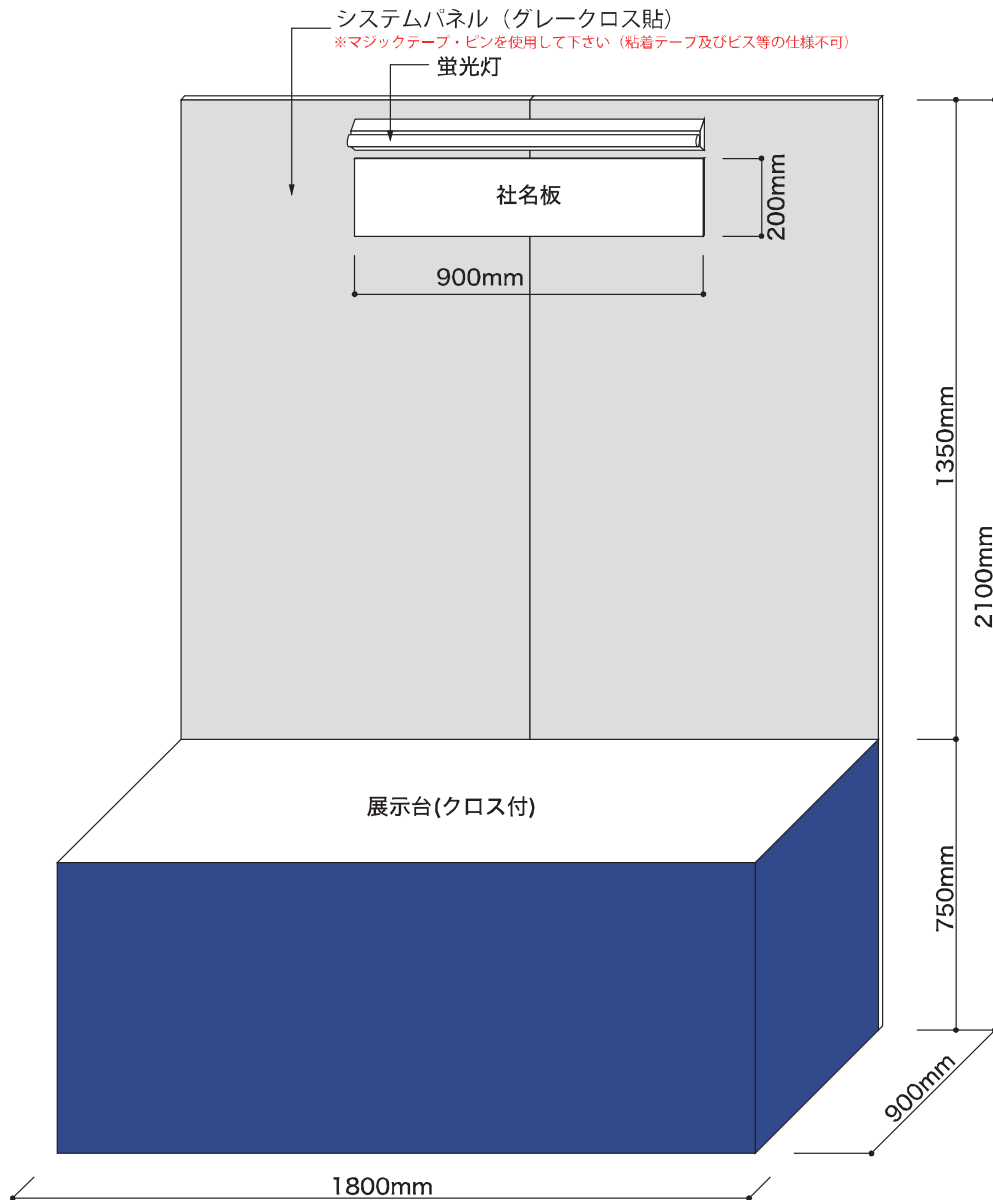 システムパネル（グレークロス貼）
※マジックテープ・ピンを使用して下さい（粘着テープ及びビス等の仕様不可）
蛍光灯
社名板
200mm
900mm
1350mm
2100mm
展示台(クロス付)
750mm
900mm
1800mm